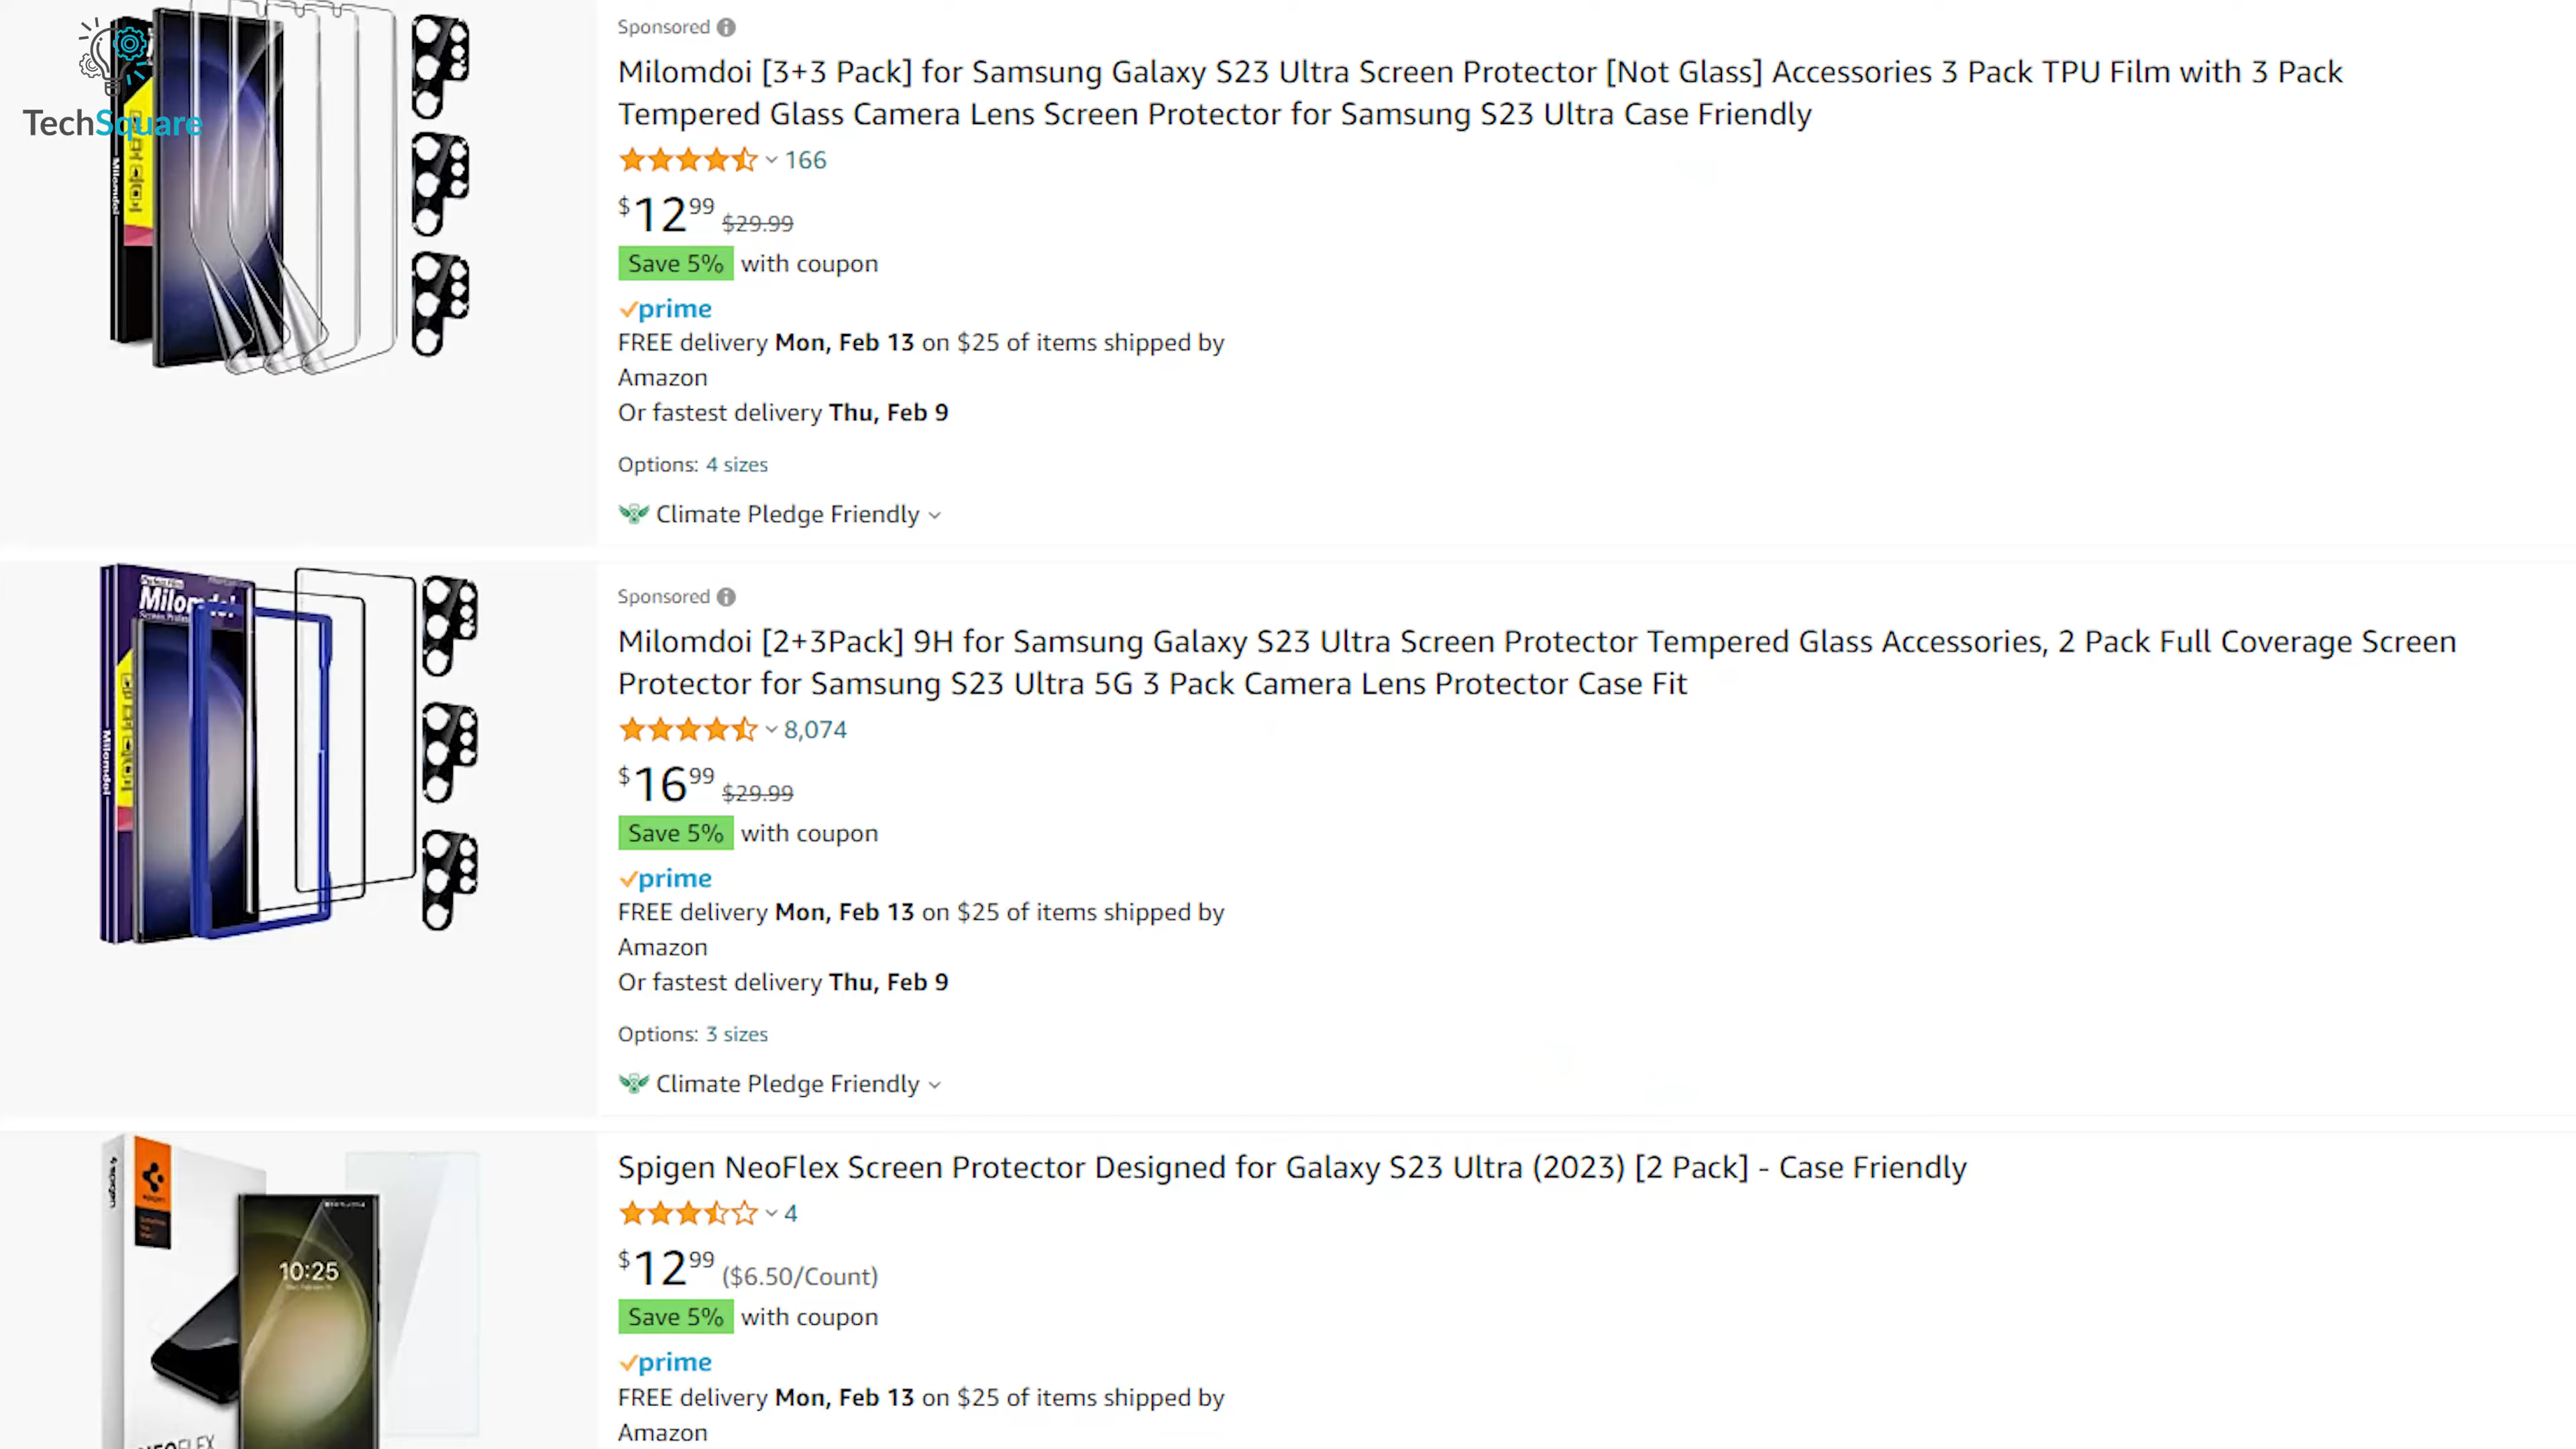 TechSquare
Milomdoi
Sponsored
Milomdoi [3+3 Pack] for Samsung Galaxy S23 Ultra Screen Protector [Not Glass] Accessories 3 Pack TPU Film with 3 Pack
Tempered Glass Camera Lens Screen Protector for Samsung S23 Ultra Case Friendly
166
$12.99 $29.99
Save 5% with coupon
prime
FREE delivery Mon, Feb 13 on $25 of items shipped by
Amazon
Or fastest delivery Thu, Feb 9
Options: 4 sizes
Climate Pledge Friendly
Milomdoi
Milomdoi
Sponsored
Milomdoi [2+3Pack] 9H for Samsung Galaxy S23 Ultra Screen Protector Tempered Glass Accessories, 2 Pack Full Coverage Screen
Protector for Samsung S23 Ultra 5G 3 Pack Camera Lens Protector Case Fit
8,074
$16.99 $29.99
Save 5% with coupon
prime
FREE delivery Mon, Feb 13 on $25 of items shipped by
Amazon
Or fastest delivery Thu, Feb 9
Options: 3 sizes
Climate Pledge Friendly
spigen
spigen
10:25
Spigen NeoFlex Screen Protector Designed for Galaxy S23 Ultra (2023) [2 Pack] - Case Friendly
4
$12.99 ($6.50/Count)
Save 5% with coupon
prime
FREE delivery Mon, Feb 13 on $25 of items shipped by
Amazon